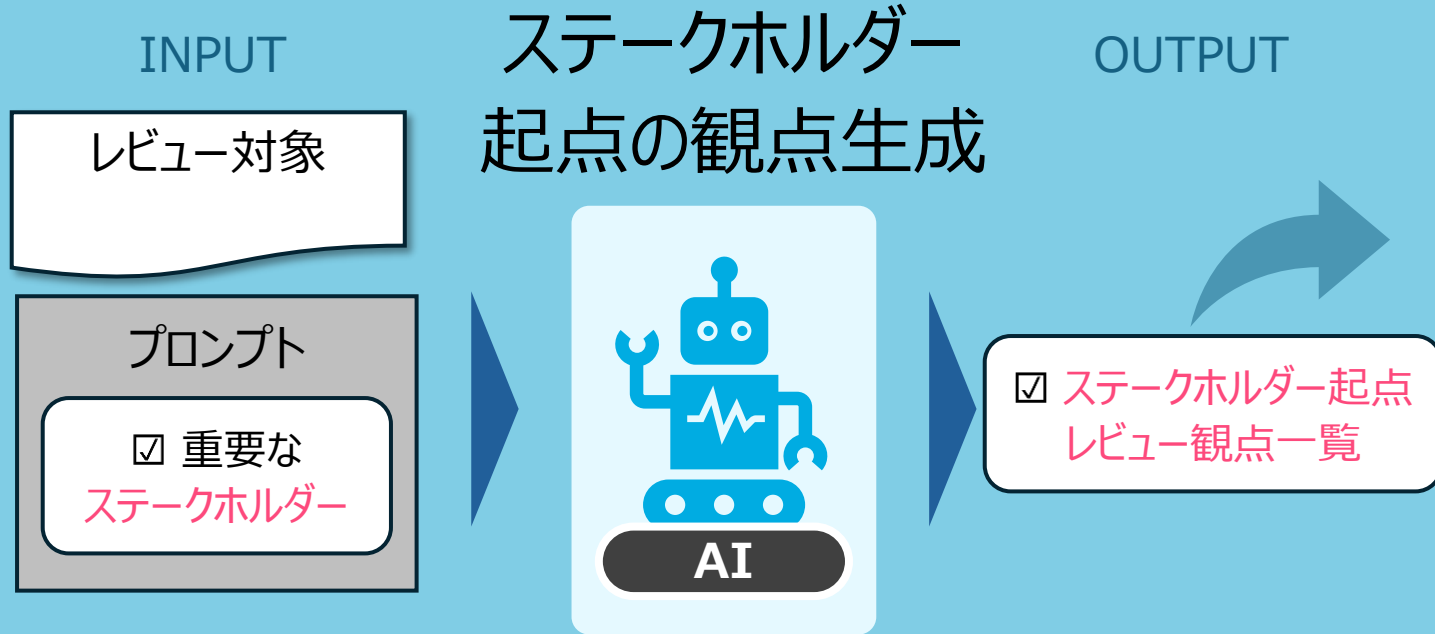 INPUT
ステークホルダー
起点の観点生成
OUTPUT
レビュー対象
プロンプト
☑ 重要な
ステークホルダー
AI
☑ ステークホルダー起点
レビュー観点一覧